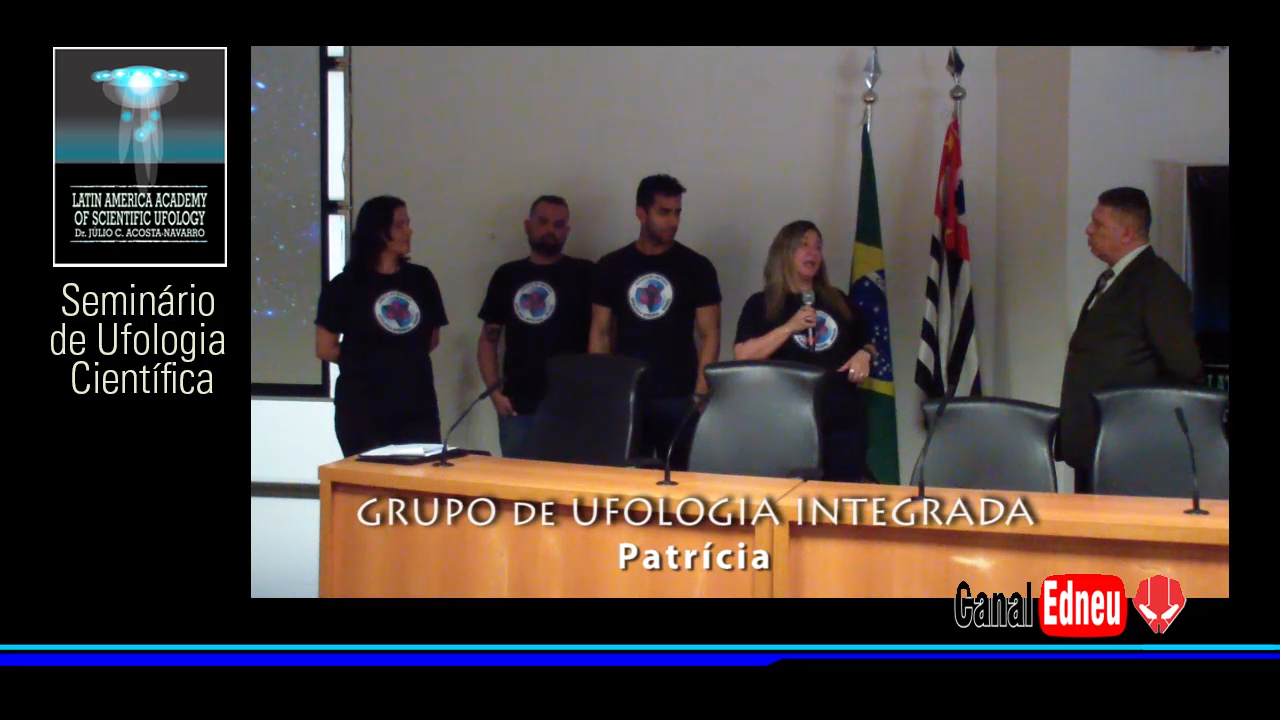 LATIN AMERICA ACADEMY
OF SCIENTIFIC UFOLOGY
Dr. JÚLIO C. ACOSTA-NAVARRO
Seminário
de Ufologia
Científica
GRUPO DE UFOLOGIA INTEGRADA
Patrícia
Canal Edneu